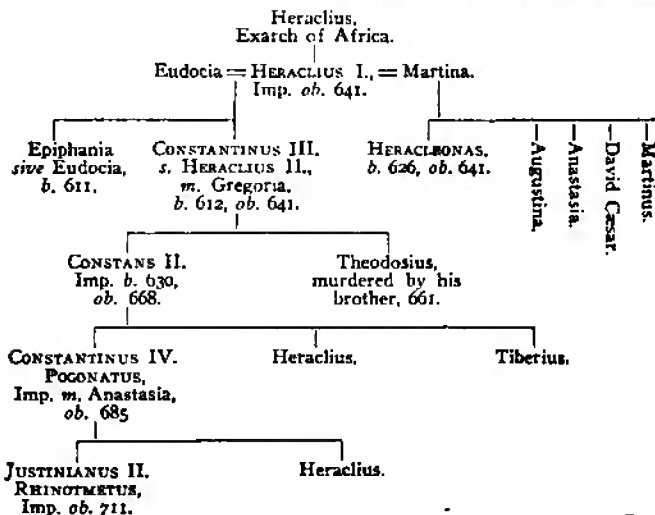 Heraclius,
Exarch of Africa.
Eudocia = HERACLIUS I., = Martina.
Imp. ob. 641.
Epiphania
sive Eudocia,
b. 611.
CONSTANTINUS III.
s. HERACLIUS II.,
m. Gregoria,
b. 612, ob. 641.
HERACLEONAS,
b. 626, ob. 641.
Augustina.
Anastasia.
David Cæsar.
Martinus.
CONSTANS II.
Imp. b. 630,
ob. 668.
Theodosius,
murdered by his
brother, 661.
CONSTANTINUS IV.
POGONATUS,
Imp. m. Anastasia,
ob. 685
Heraclius.
Tiberius.
JUSTINIANUS II.
RHINOTMETUS,
Imp. ob. 711.
Heraclius.